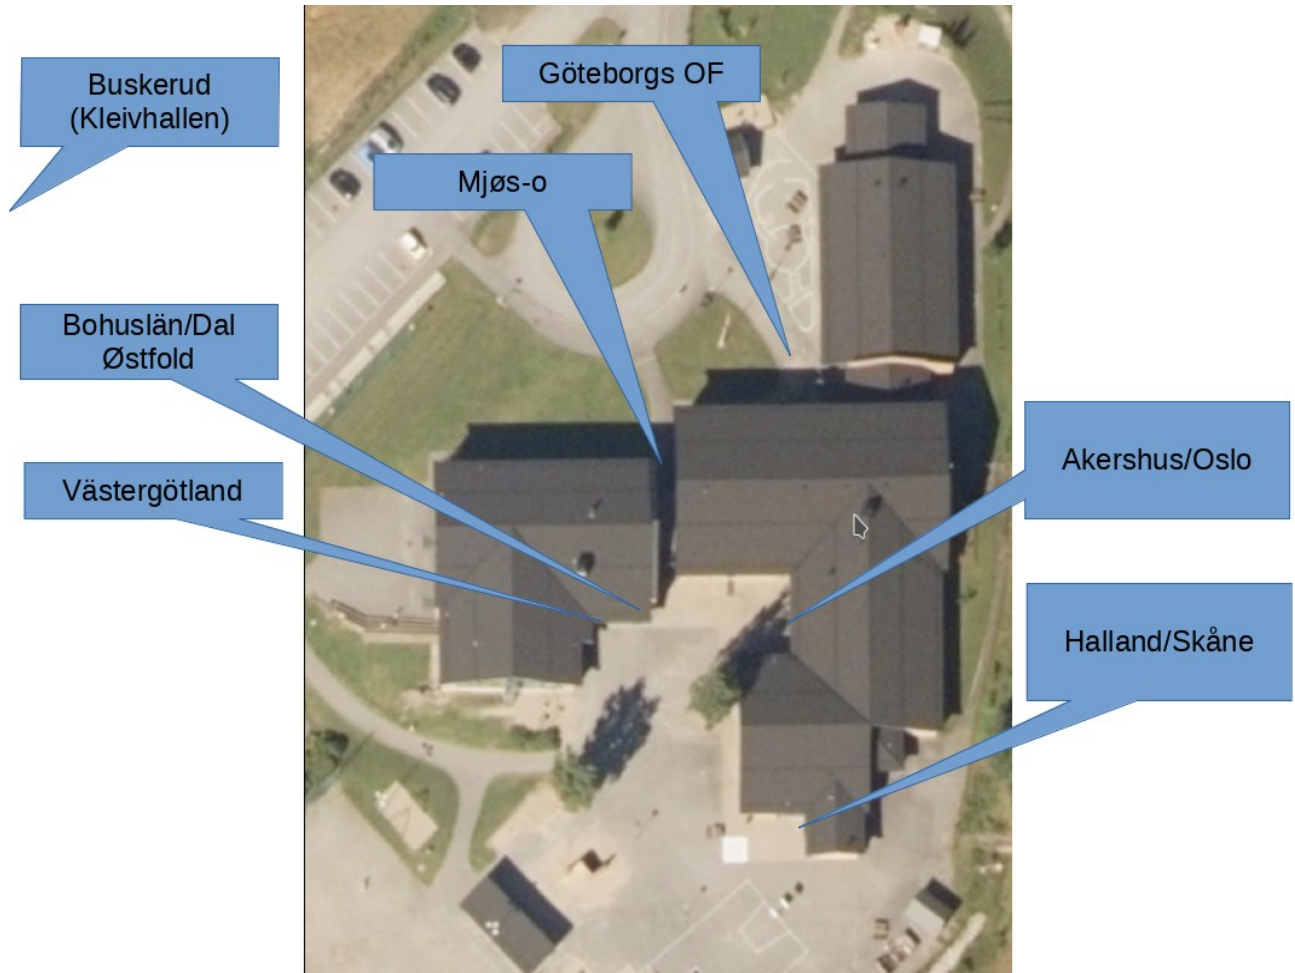 Buskerud
(Kleivhallen)
Göteborgs OF
Mjøs-o
Bohuslän/Dal
Østfold
Västergötland
Akershus/Oslo
Halland/Skåne